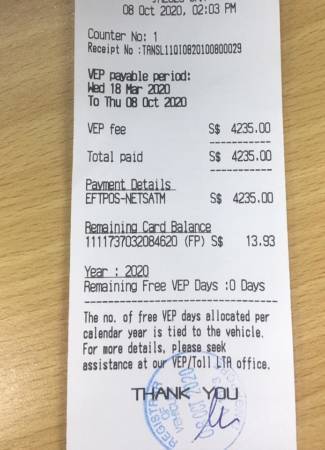 08 Oct 2020, 02:03 PM
Counter No: 1
VEP payable period:
Wed 18 Mar 2020
To Thu 08 Oct 2020
VEP fee S$ 4235.00
Total paid S$ 4235.00
Payment Details
EFTPOS-NETSATM S$ 4235.00
Remaining Card Balance
1111737032084620 (FP) S$ 13.93
Year : 2020
Remaining Free VEP Days :0 Days
The no. of free VEP days allocated per
calendar year is tied to the vehicle.
For more details, please seek
assistance at our VEP/Toll LTA office.
THANK YOU
REGISTRAR
OF